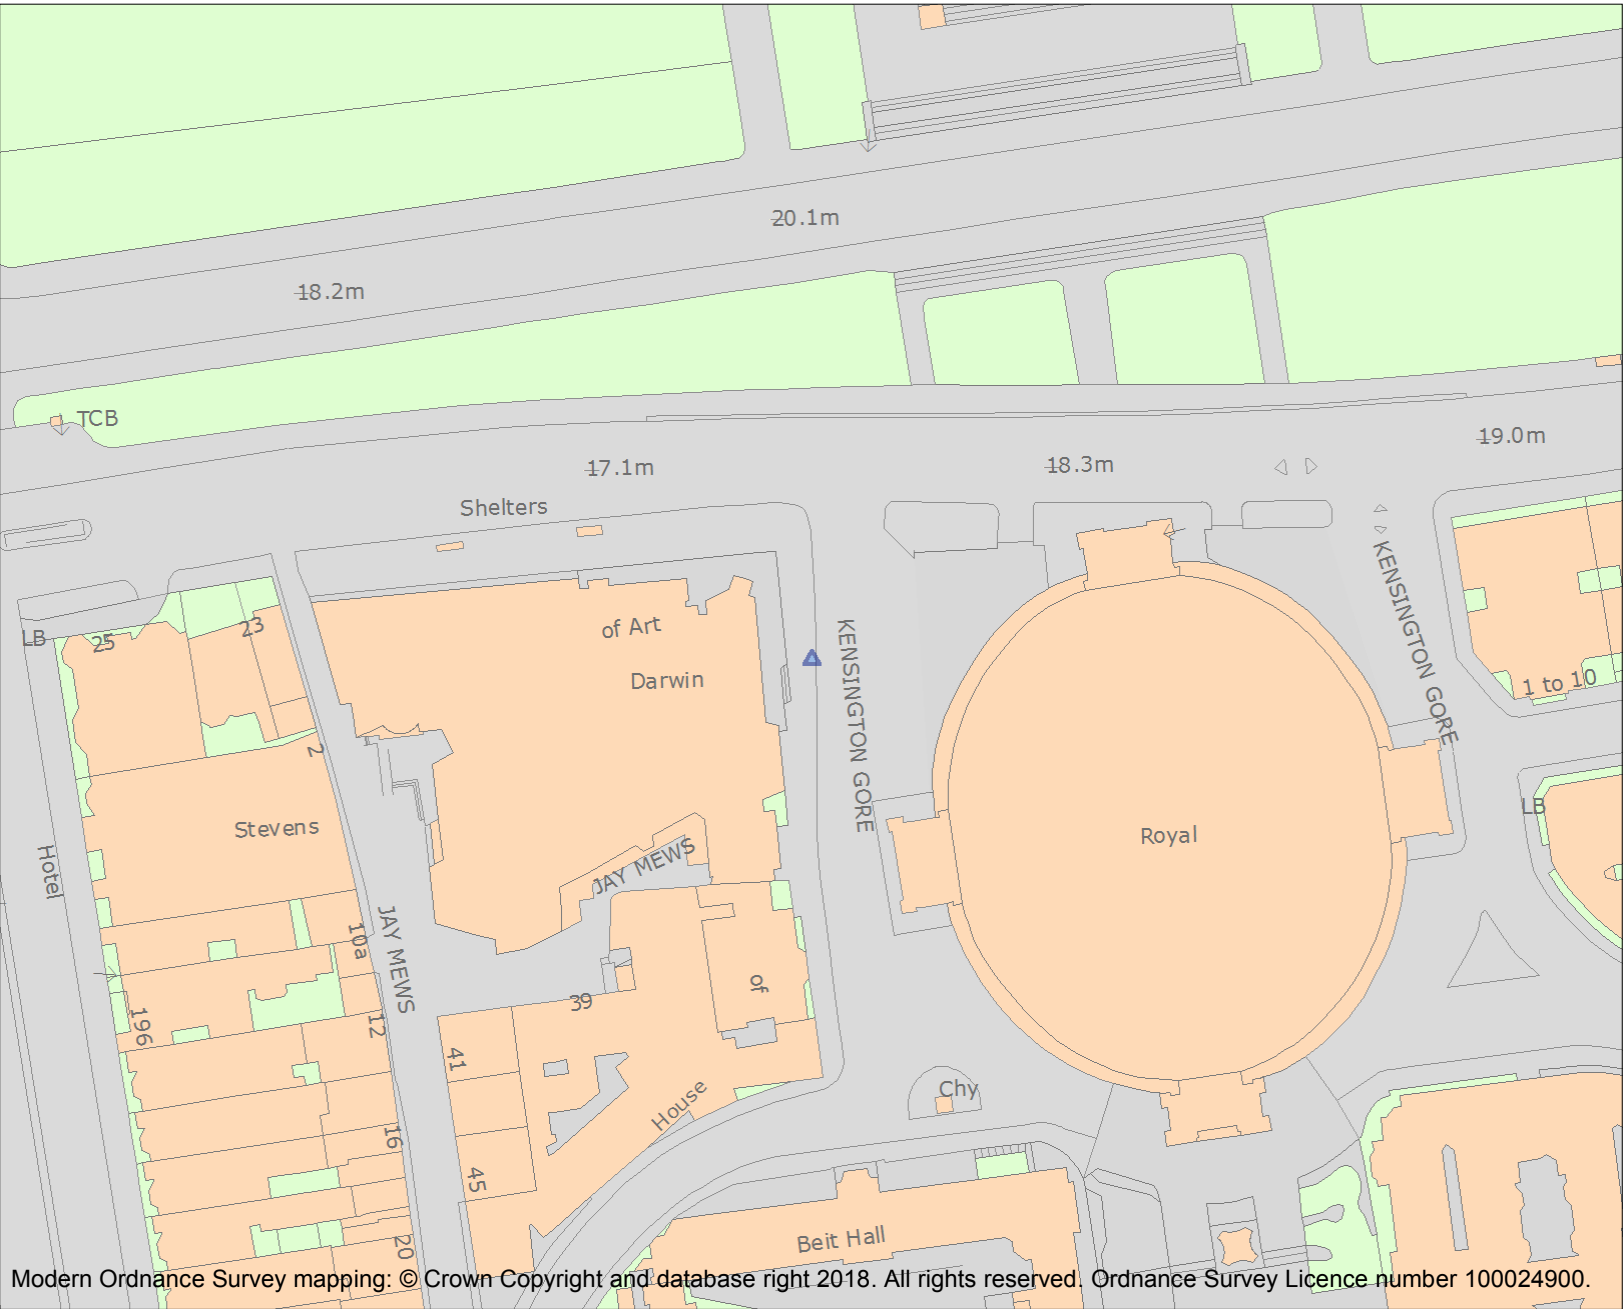 20.1m
18.2m
TCB
17.1m
18.3m
19.0m
Shelters
KENSINGTON GORE
LB
25
23
of Art
Darwin
KENSINGTON GORE
1 to 10
2
Stevens
Royal
LB
Hotel
JAY MEWS
10a
JAY MEWS
of
39
196
12
41
Chy
House
16
45
20
Beit Hall
Modern Ordnance Survey mapping: © Crown Copyright and database right 2018. All rights reserved. Ordnance Survey Licence number 100024900.